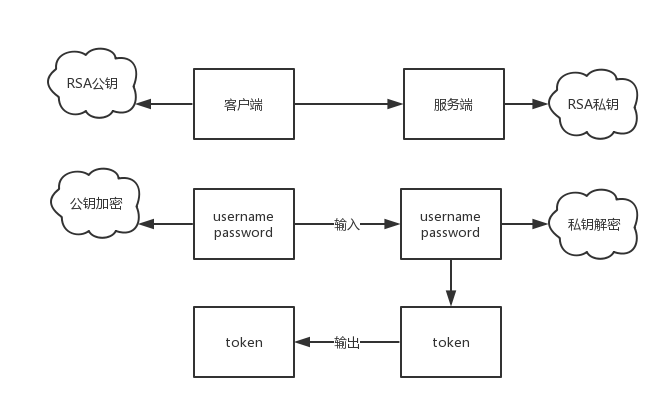 RSA公钥
客户端
服务端
RSA私钥
公钥加密
username
password
输入
username
password
私钥解密
token
输出
token